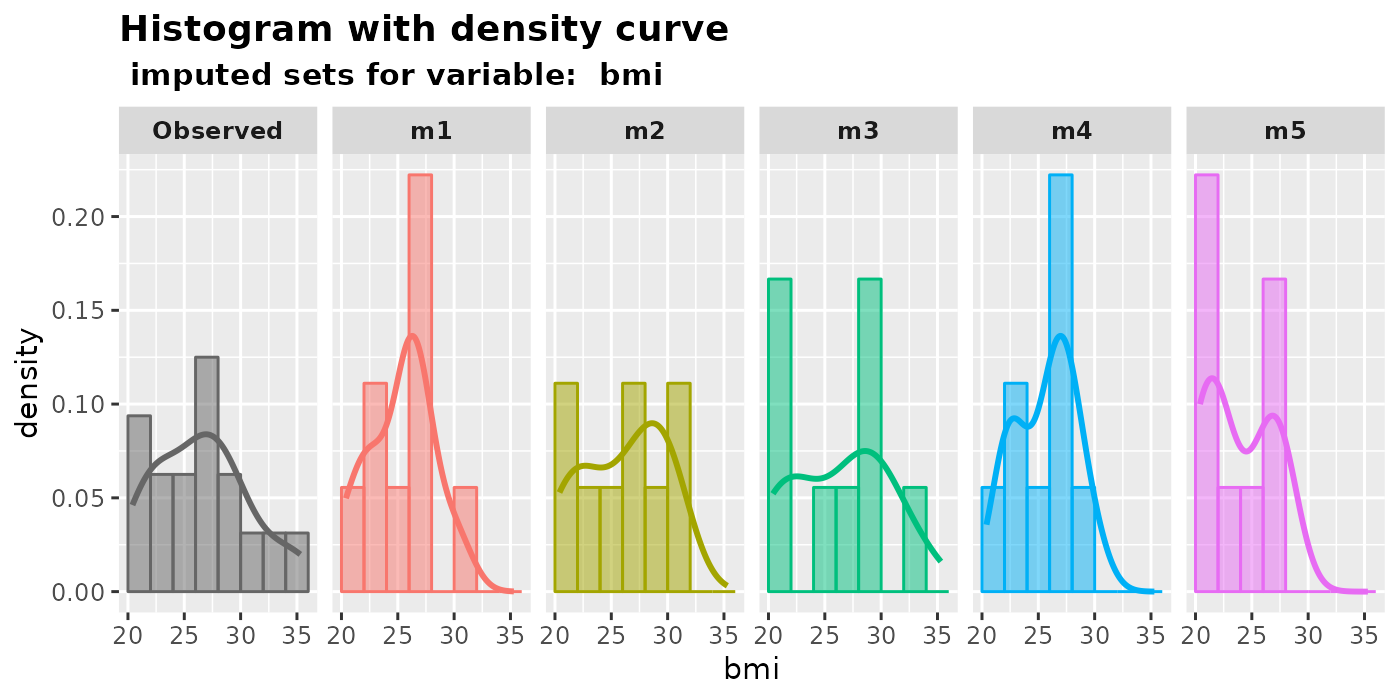 Histogram with density curve
imputed sets for variable:  bmi
Observed m1 m2 m3 m4 m5
density
0.20
0.15
0.10
0.05
0.00
20 25 30 35 20 25 30 35 20 25 30 35 20 25 30 35 20 25 30 35 20 25 30 35
bmi